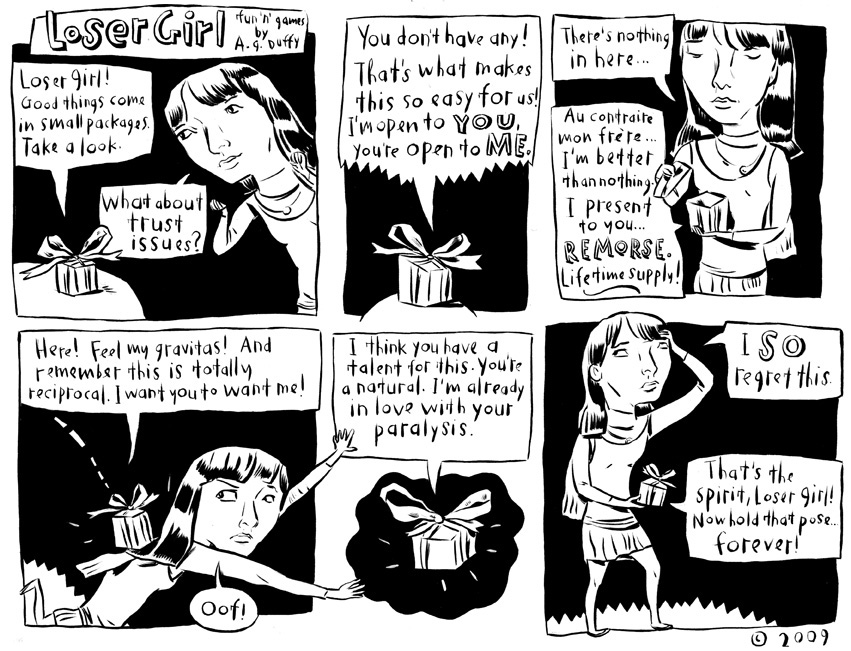 Loser Girl
fun 'n' games
by
A.G. Duffy
Loser girl!
Good things come
in small packages.
Take a look.
What about
trust
issues?
You don't have any!
That's what makes
this so easy for us!
I'm open to YOU,
you're open to ME.
There's nothing
in here...
Au contraire
mon frère...
I'm better
than nothing.
I present
to you...
REMORSE.
Lifetime supply!
Here! Feel my gravitas! And
remember this is totally
reciprocal. I want you to want me!
Oof!
I think you have a
talent for this. You're
a natural. I'm already
in love with your
paralysis.
I SO
regret this.
That's the
spirit, Loser girl!
Now hold that pose...
forever!
© 2009